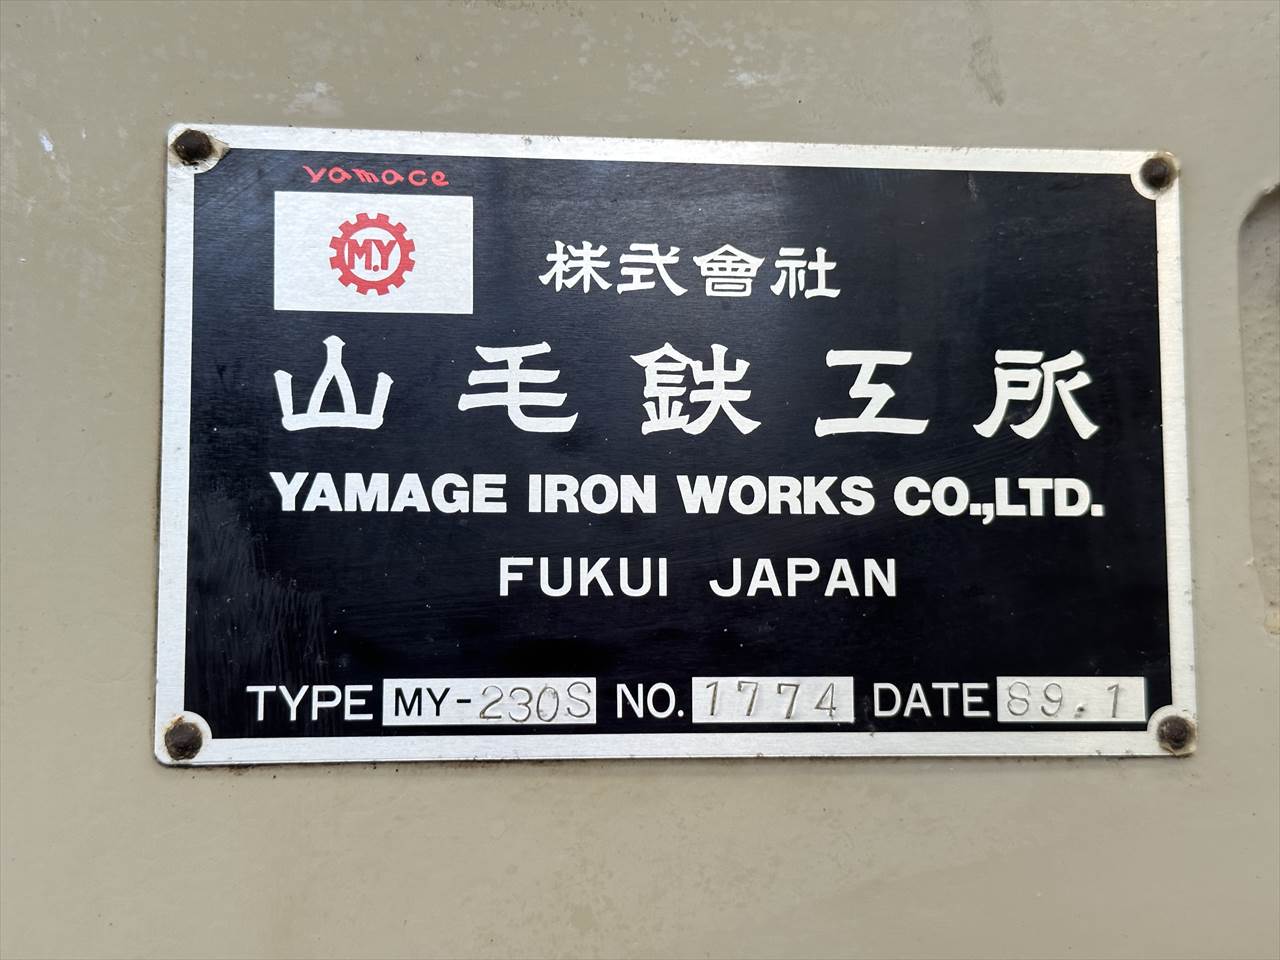 yamace
M.Y
株式會社
山毛鉄工所
YAMAGE IRON WORKS CO.,LTD.
FUKUI JAPAN
TYPE MY-230S NO. 1774 DATE 89.1